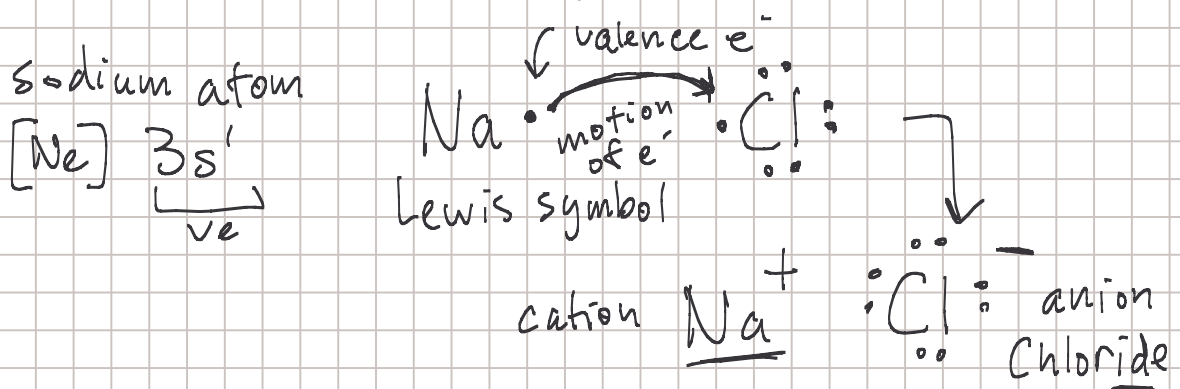 valence e⁻
sodium atom
Na • motion of e⁻ Cl
[Ne] 3s¹
ve
Lewis symbol
cation Na⁺ Cl⁻ anion
Chloride